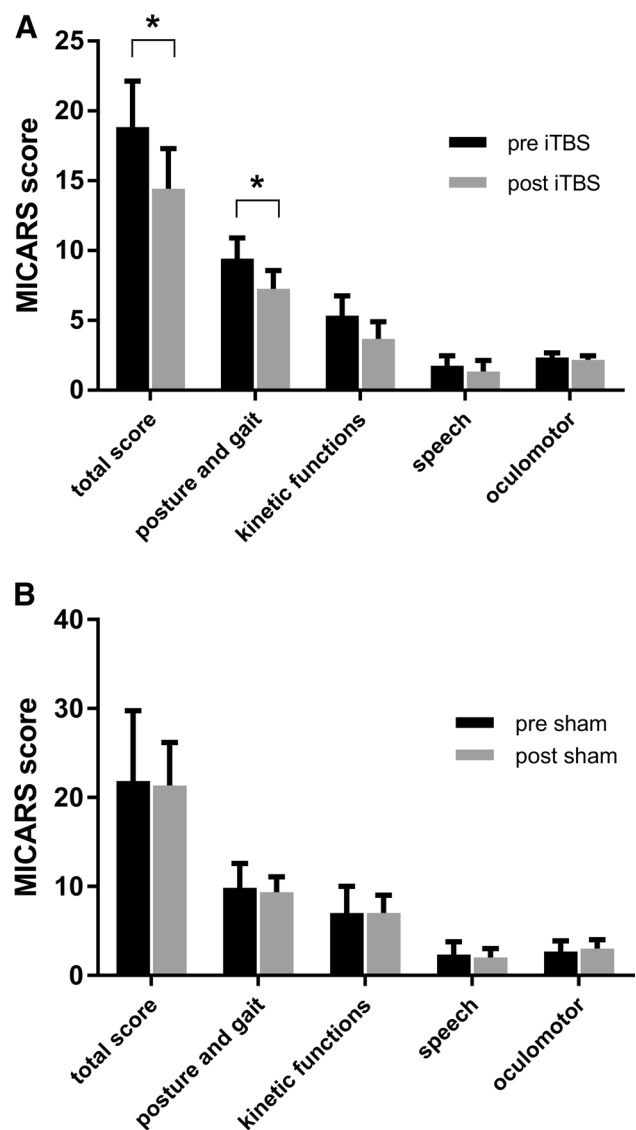 A
25
20
15
10
5
0
MICARS score
*
*
pre iTBS
post iTBS
total score
posture and gait
kinetic functions
speech
oculomotor
B
40
30
20
10
0
MICARS score
pre sham
post sham
total score
posture and gait
kinetic functions
speech
oculomotor